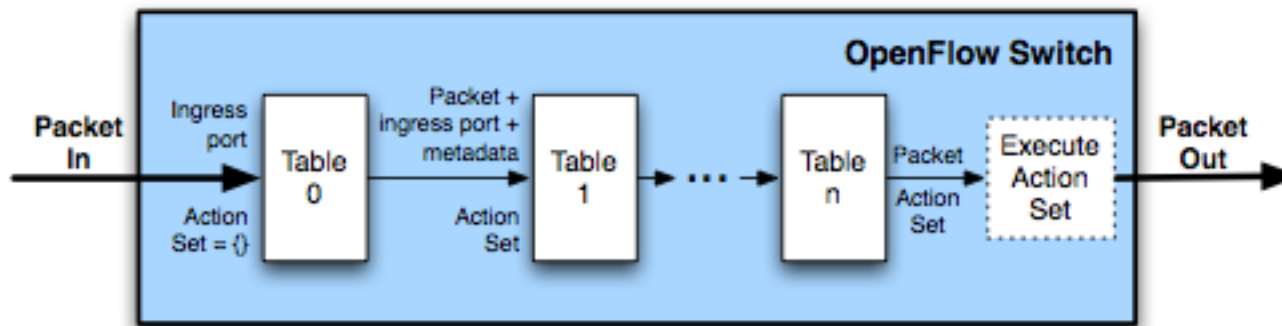 OpenFlow Switch
Packet
In
Ingress
port
Action
Set = {}
Table
0
Packet +
ingress port +
metadata
Action
Set
Table
1
...
Table
n
Packet
Action
Set
Execute
Action
Set
Packet
Out